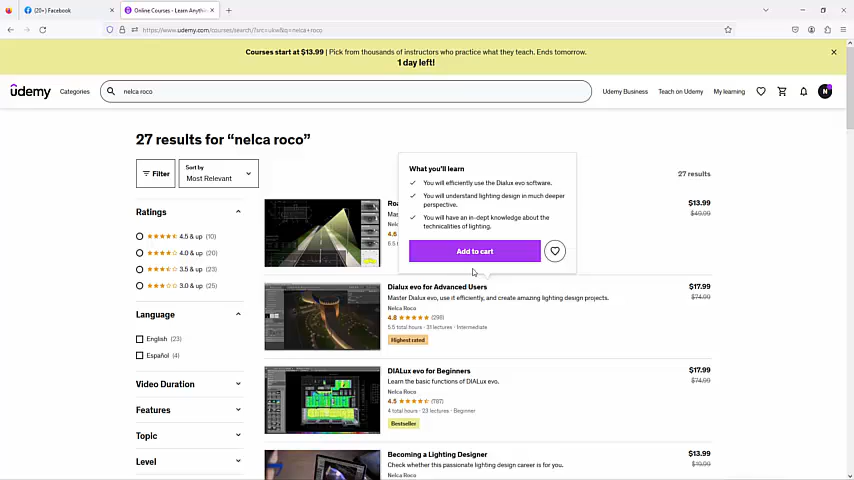 (20+) Facebook
Online Courses - Learn Anythin
https://www.udemy.com/courses/search/?snt=ukw&q=nelca+roco
Courses start at $13.99 | Pick from thousands of instructors who practice what they teach. Ends tomorrow.
1 day left!
udemy
Categories
nelca roco
Udemy Business
Teach on Udemy
My learning
N
27 results for “nelca roco”
Filter
Sort by
Most Relevant
27 results
Ratings
4.5 & up (10)
4.0 & up (20)
3.5 & up (23)
3.0 & up (25)
Language
English (23)
Español (4)
Video Duration
Features
Topic
Level
What you'll learn
You will efficiently use the Dialux evo software.
You will understand lighting design in much deeper
perspective.
You will have an in-dept knowledge about the
technicalities of lighting.
Add to cart
$13.99
$49.99
Dialux evo for Advanced Users
Master Dialux evo, use it efficiently, and create amazing lighting design projects.
Nelca Roco
4.8 (298)
5.5 total hours · 31 lectures · Intermediate
Highest rated
$17.99
$74.99
DIALux evo for Beginners
Learn the basic functions of DIALux evo.
Nelca Roco
4.5 (787)
4 total hours · 23 lectures · Beginner
Bestseller
$17.99
$74.99
Becoming a Lighting Designer
Check whether this passionate lighting design career is for you.
Nelca Roco
$13.99
$19.99